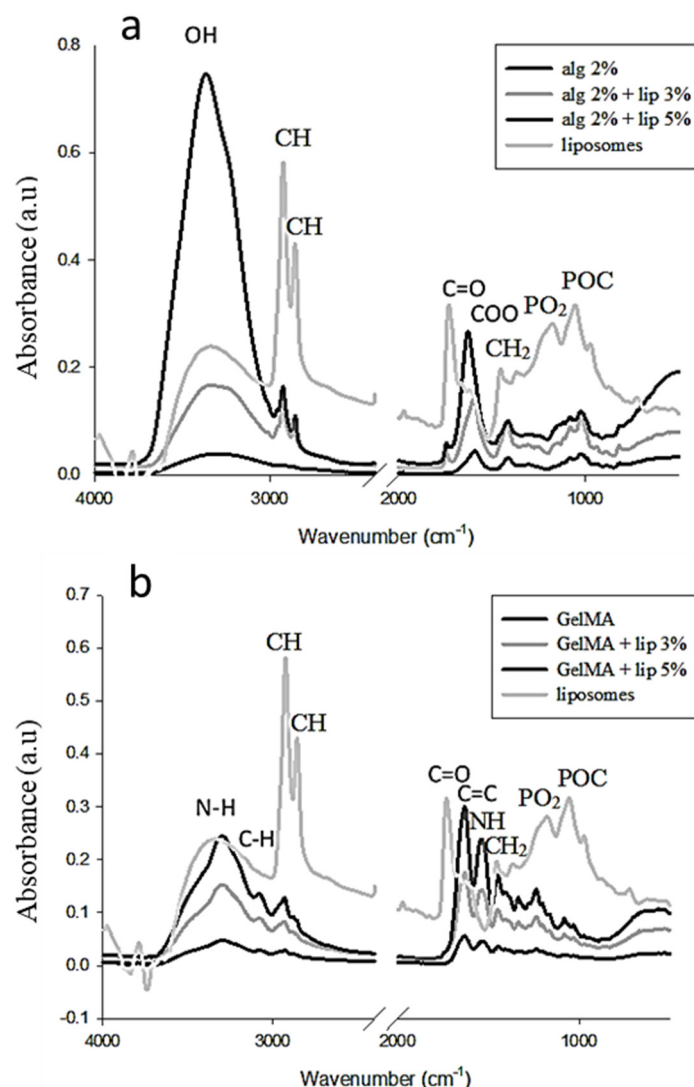 a
0.8
OH
alg 2%
alg 2% + lip 3%
alg 2% + lip 5%
liposomes
0.6
CH
CH
Absorbance (a.u)
0.4
C=O
COO
PO2
POC
CH2
0.2
0.0
4000
3000
2000
1000
Wavenumber (cm-1)
b
0.7
GelMA
GelMA + lip 3%
GelMA + lip 5%
liposomes
0.6
CH
CH
0.5
Absorbance (a.u)
0.4
C=O
C=C
PO2
POC
0.3
N-H
NH
CH2
C-H
0.2
0.1
0.0
-0.1
4000
3000
2000
1000
Wavenumber (cm-1)